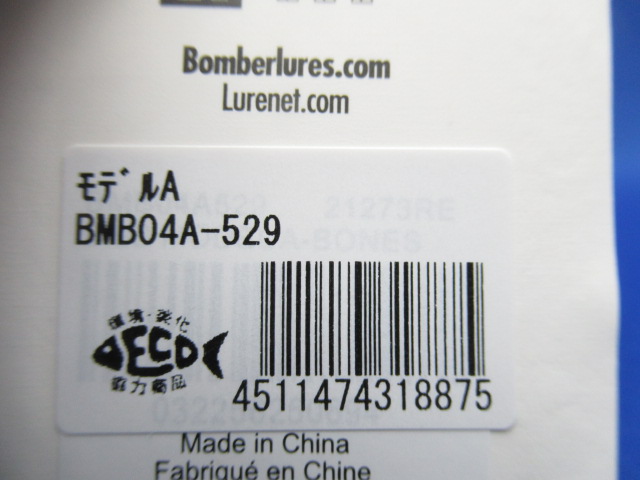 Bomberlures.com
Lurenet.com
モデルA
BMB04A-529
環境・美化
ECO
協力商品
4511474318875
Made in China
Fabriqué en Chine